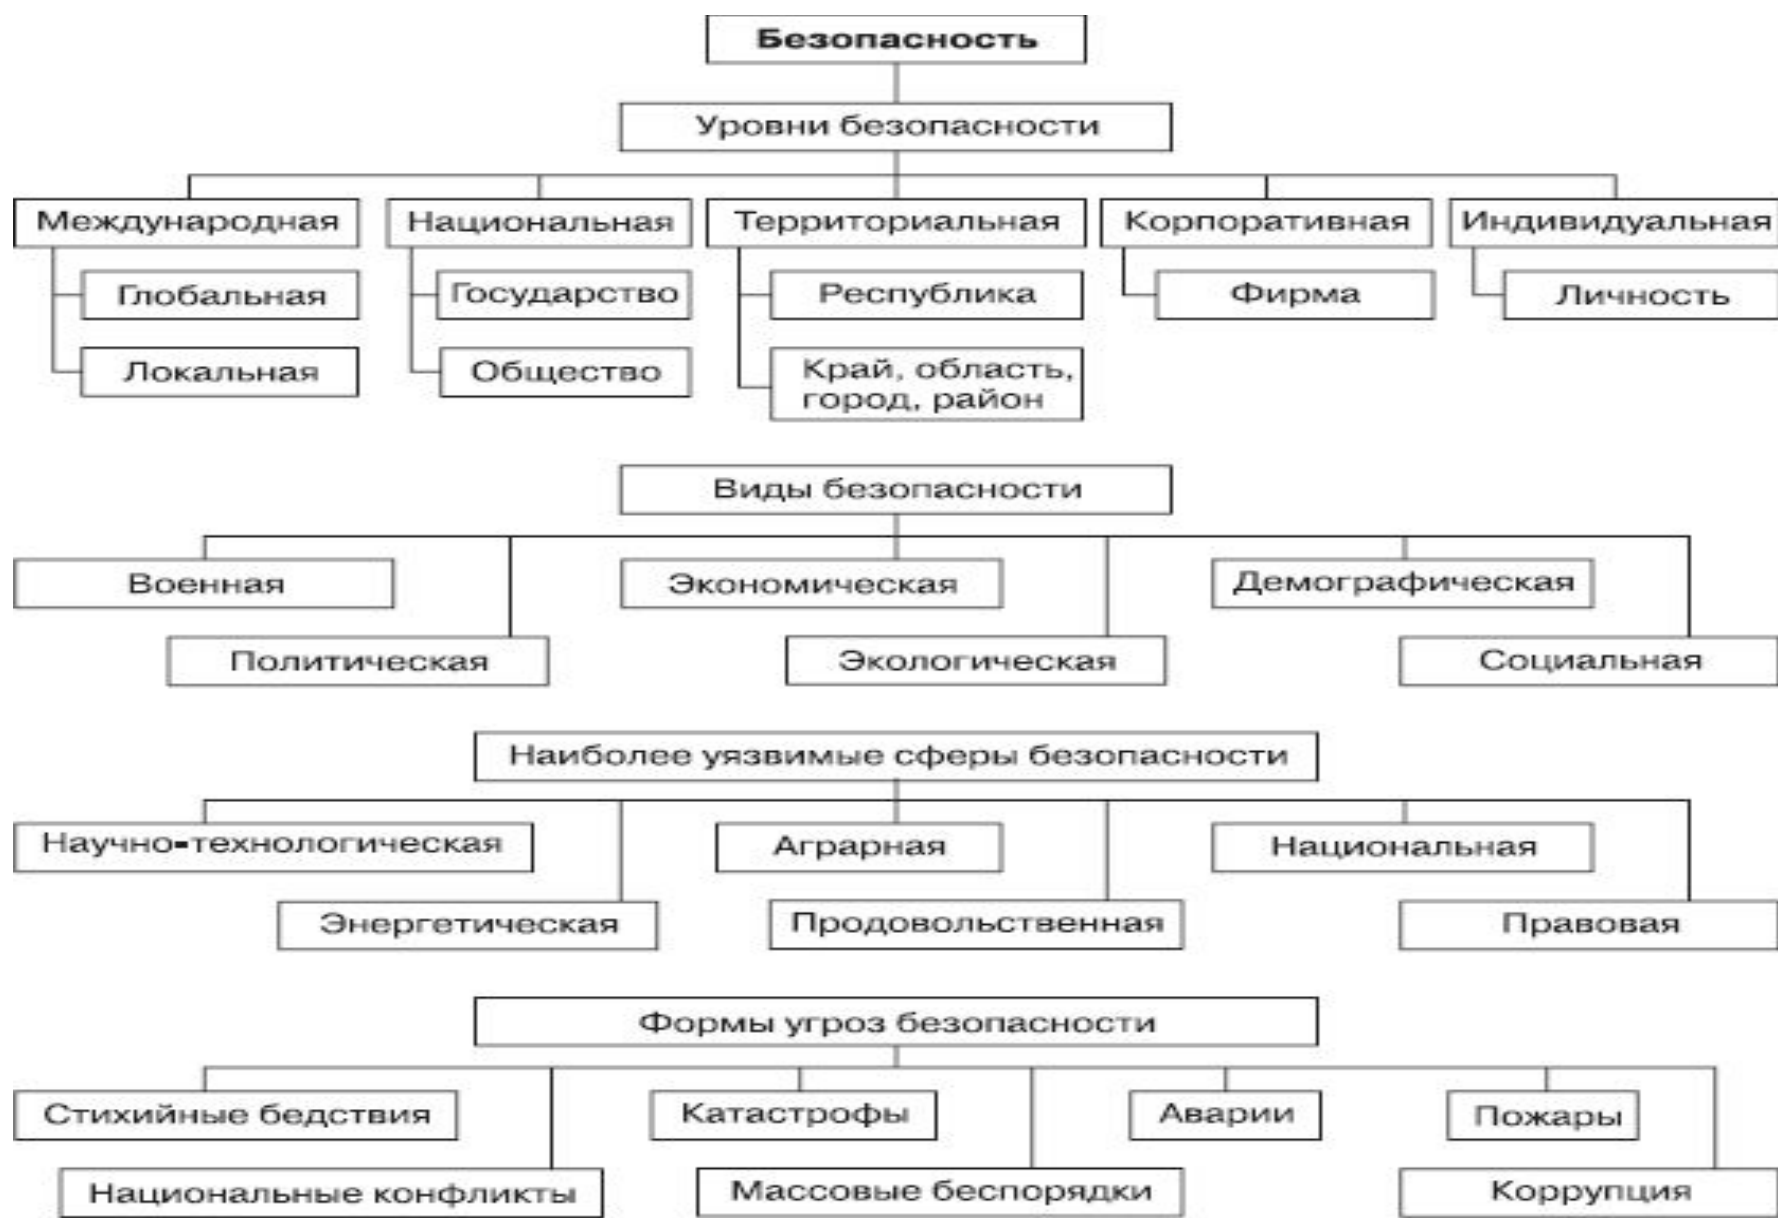 Безопасность
Уровни безопасности
Международная
Национальная
Территориальная
Корпоративная
Индивидуальная
Глобальная
Государство
Республика
Фирма
Личность
Локальная
Общество
Край, область,
город, район
Виды безопасности
Военная
Экономическая
Демографическая
Политическая
Экологическая
Социальная
Наиболее уязвимые сферы безопасности
Научно-технологическая
Аграрная
Национальная
Энергетическая
Продовольственная
Правовая
Формы угроз безопасности
Стихийные бедствия
Катастрофы
Аварии
Пожары
Национальные конфликты
Массовые беспорядки
Коррупция